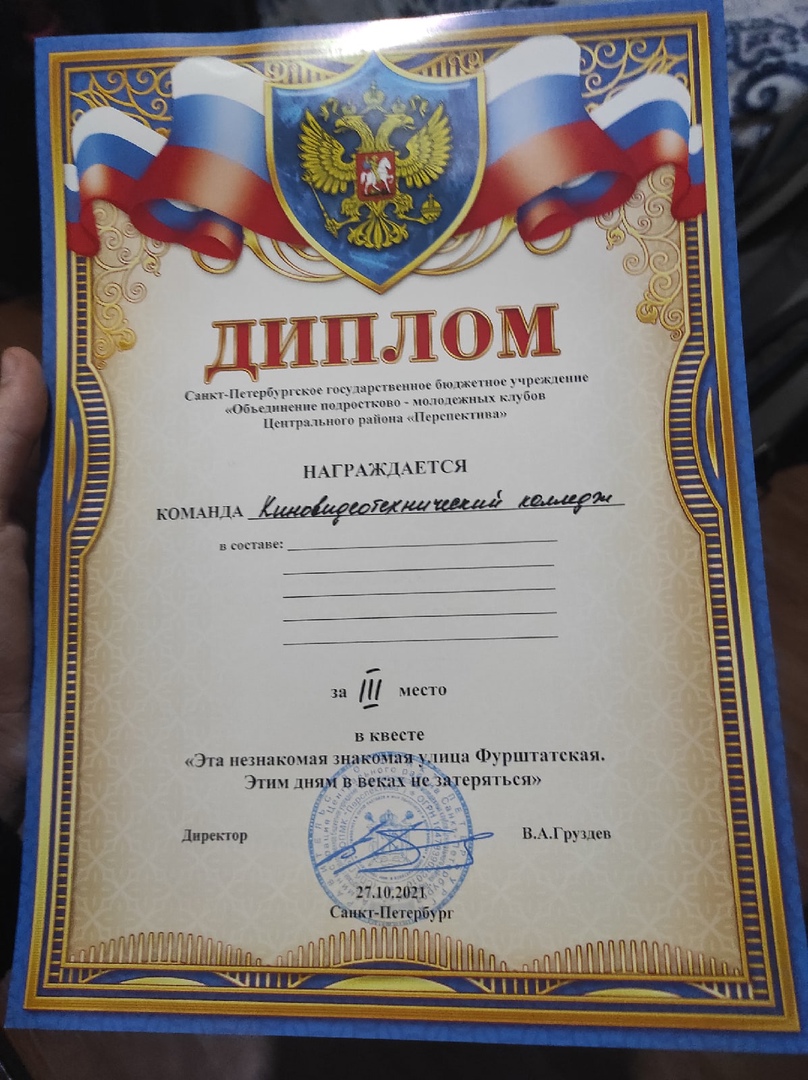 ДИПЛОМ
Санкт-Петербургское государственное бюджетное учреждение
«Объединение подростково - молодежных клубов
Центрального района «Перспектива»
НАГРАЖДАЕТСЯ
КОМАНДА Киновидеотехнический колледж
в составе:
за III место
в квесте
«Эта незнакомая знакомая улица Фурштатская.
Этим дням в веках не затеряться»
Директор В.А.Груздев
27.10.2021
Санкт-Петербург